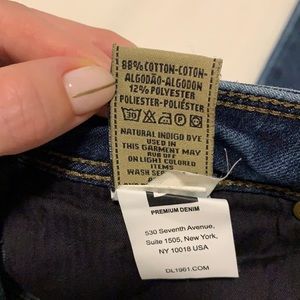 88% COTTON-COTON-
ALGODÃO-ALGODON
12% POLYESTER
POLIESTER-POLIÉSTER
30
P
NATURAL INDIGO DYE
USED IN
THIS GARMENT MAY
RUB OFF
ON LIGHT COLORED
ITEMS
WASH
PREMIUM DENIM
530 Seventh Avenue,
Suite 1505, New York,
NY 10018 USA
DL1961.COM